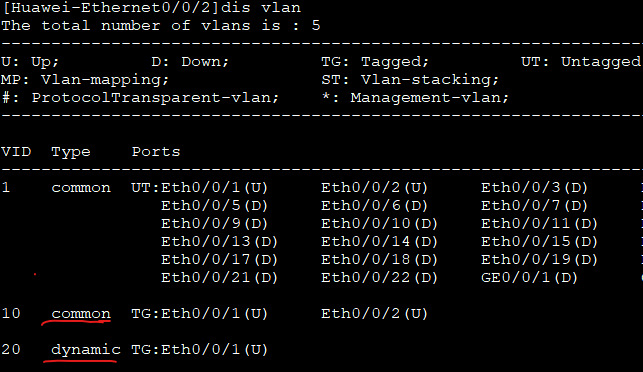 [Huawei-Ethernet0/0/2]dis vlan
The total number of vlans is : 5
--------------------------------------------------------------------------------
U: Up; D: Down; TG: Tagged; UT: Untagged
MP: Vlan-mapping; ST: Vlan-stacking;
#: ProtocolTransparent-vlan; *: Management-vlan;
--------------------------------------------------------------------------------
VID Type Ports
--------------------------------------------------------------------------------
1 common UT:Eth0/0/1(U) Eth0/0/2(U) Eth0/0/3(D)
Eth0/0/5(D) Eth0/0/6(D) Eth0/0/7(D)
Eth0/0/9(D) Eth0/0/10(D) Eth0/0/11(D)
Eth0/0/13(D) Eth0/0/14(D) Eth0/0/15(D)
Eth0/0/17(D) Eth0/0/18(D) Eth0/0/19(D)
Eth0/0/21(D) Eth0/0/22(D) GE0/0/1(D)
10 common TG:Eth0/0/1(U) Eth0/0/2(U)
20 dynamic TG:Eth0/0/1(U)